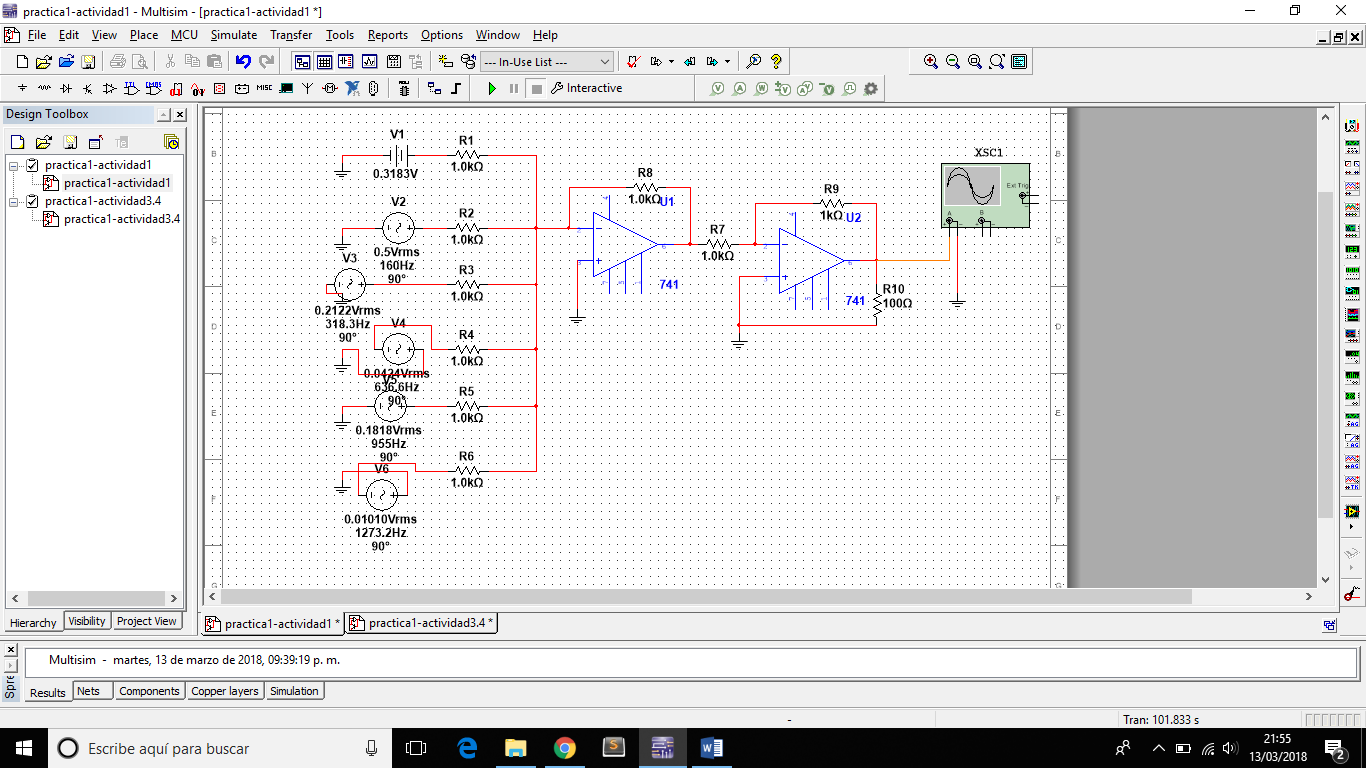 practica1-actividad1 - Multisim - [practica1-actividad1 *]
File Edit View Place MCU Simulate Transfer Tools Reports Options Window Help
--- In-Use List ---
MISC
Interactive
Design Toolbox
practica1-actividad1
practica1-actividad1
practica1-actividad3.4
practica1-actividad3.4
Hierarchy Visibility Project View
B
C
D
E
F
G
B
C
D
E
F
G
V1
0.3183V
R1
1.0kΩ
V2
0.5Vrms
160Hz
90°
R2
1.0kΩ
V3
0.2122Vrms
318.3Hz
90°
R3
1.0kΩ
V4
0.0424Vrms
636.6Hz
90°
R4
1.0kΩ
V5
0.1818Vrms
955Hz
90°
R5
1.0kΩ
V6
0.01010Vrms
1273.2Hz
90°
R6
1.0kΩ
R8
1.0kΩ
U1
741
R7
1.0kΩ
R9
1kΩ
U2
741
R10
100Ω
XSC1
Ext Trig
A
B
practica1-actividad1 * practica1-actividad3.4 *
Multisim - martes, 13 de marzo de 2018, 09:39:19 p. m.
Spre
Results Nets Components Copper layers Simulation
-
Tran: 101.833 s
Escribe aquí para buscar
21:55
13/03/2018
2